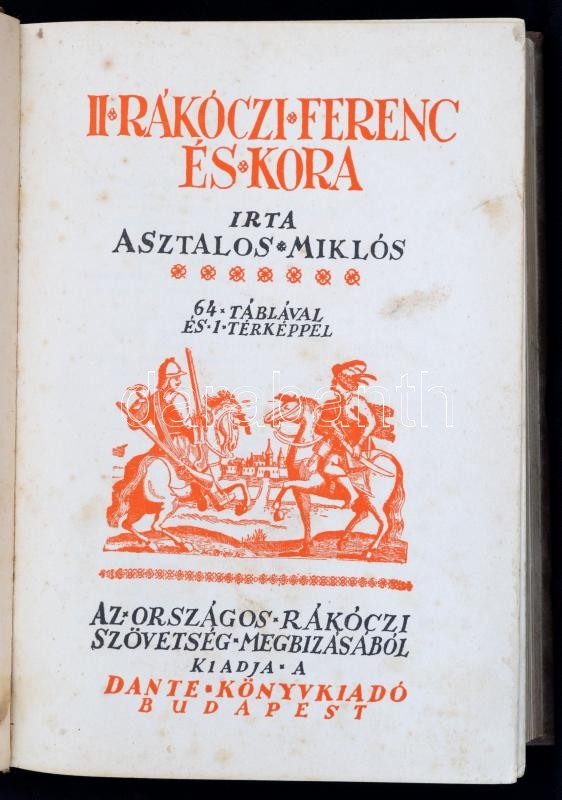 II RÁKÓCZI FERENC
ÉS KORA
IRTA
ASZTALOS MIKLÓS
64 TÁBLÁVAL
ÉS 1 TÉRKÉPPEL
darabanth
AZ ORSZÁGOS RÁKÓCZI
SZÖVETSÉG MEGBIZÁSÁBÓL
KIADJA A
DANTE KÖNYVKIADÓ
BUDAPEST